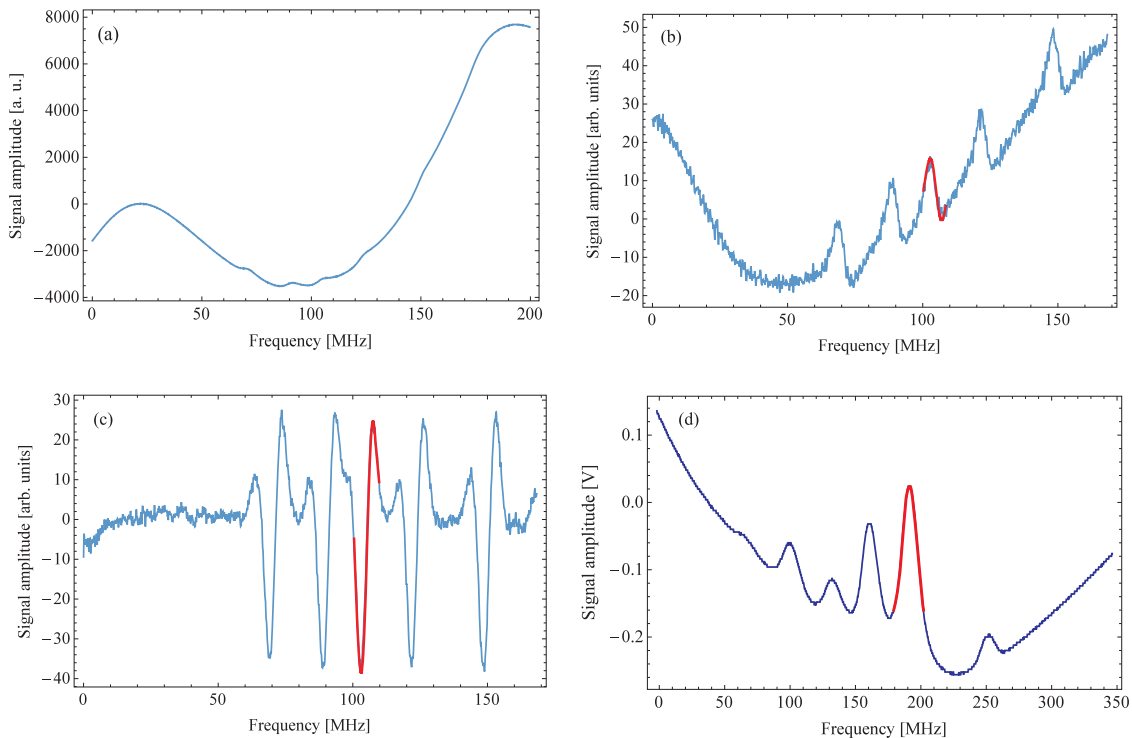 (a)
Signal amplitude [a. u.]
8000
6000
4000
2000
0
−2000
−4000
0 50 100 150 200
Frequency [MHz]
(b)
Signal amplitude [arb. units]
50
40
30
20
10
0
−10
−20
0 50 100 150
Frequency [MHz]
(c)
Signal amplitude [arb. units]
30
20
10
0
−10
−20
−30
−40
0 50 100 150
Frequency [MHz]
(d)
Signal amplitude [V]
0.1
0.0
−0.1
−0.2
0 50 100 150 200 250 300 350
Frequency [MHz]